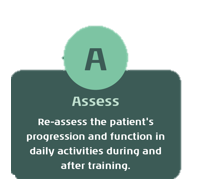 A
Assess
Re-assess the patient's
progression and function in
daily activities during and
after training.